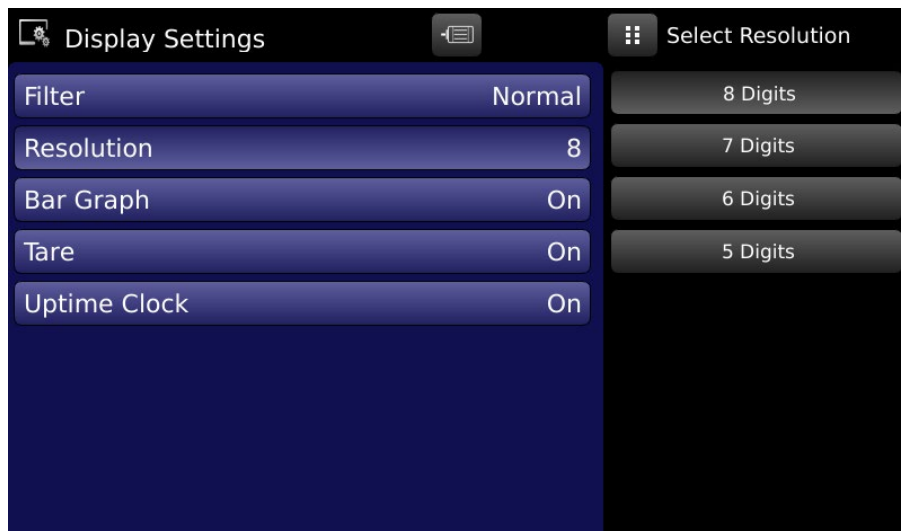 Display Settings
Filter Normal
Resolution 8
Bar Graph On
Tare On
Uptime Clock On
Select Resolution
8 Digits
7 Digits
6 Digits
5 Digits